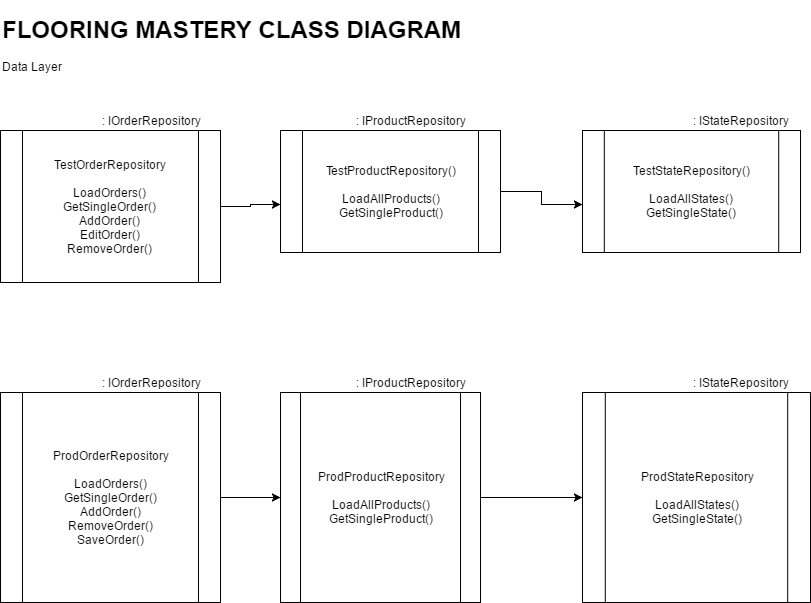 FLOORING MASTERY CLASS DIAGRAM
Data Layer
: IOrderRepository
: IProductRepository
: IStateRepository
TestOrderRepository
LoadOrders()
GetSingleOrder()
AddOrder()
EditOrder()
RemoveOrder()
TestProductRepository()
LoadAllProducts()
GetSingleProduct()
TestStateRepository()
LoadAllStates()
GetSingleState()
: IOrderRepository
: IProductRepository
: IStateRepository
ProdOrderRepository
LoadOrders()
GetSingleOrder()
AddOrder()
RemoveOrder()
SaveOrder()
ProdProductRepository
LoadAllProducts()
GetSingleProduct()
ProdStateRepository
LoadAllStates()
GetSingleState()